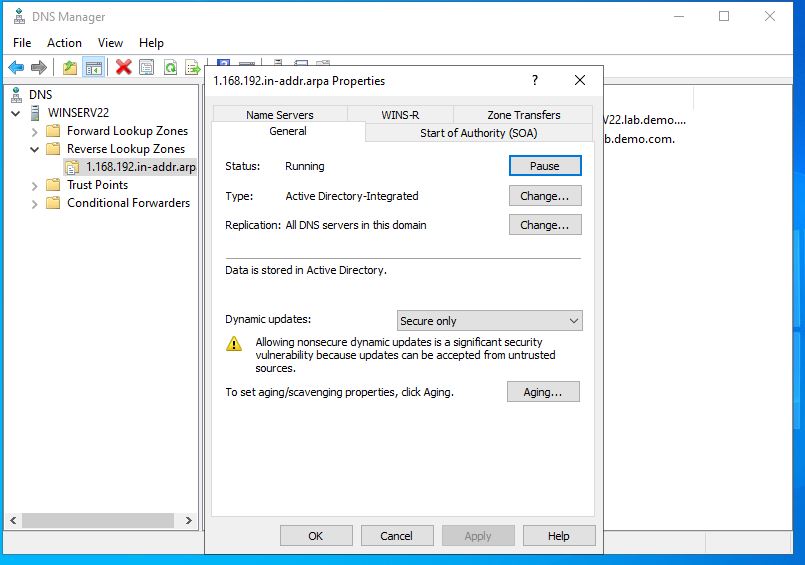 DNS Manager
File Action View Help
DNS
WINSERV22
Forward Lookup Zones
Reverse Lookup Zones
1.168.192.in-addr.arp
Trust Points
Conditional Forwarders
1.168.192.in-addr.arpa Properties
Name Servers WINS-R Zone Transfers
General Start of Authority (SOA)
Status: Running Pause
Type: Active Directory-Integrated Change...
Replication: All DNS servers in this domain Change...
Data is stored in Active Directory.
Dynamic updates: Secure only
Allowing nonsecure dynamic updates is a significant security
vulnerability because updates can be accepted from untrusted
sources.
To set aging/scavenging properties, click Aging. Aging...
OK Cancel Apply Help
V22.lab.demo....
b.demo.com.